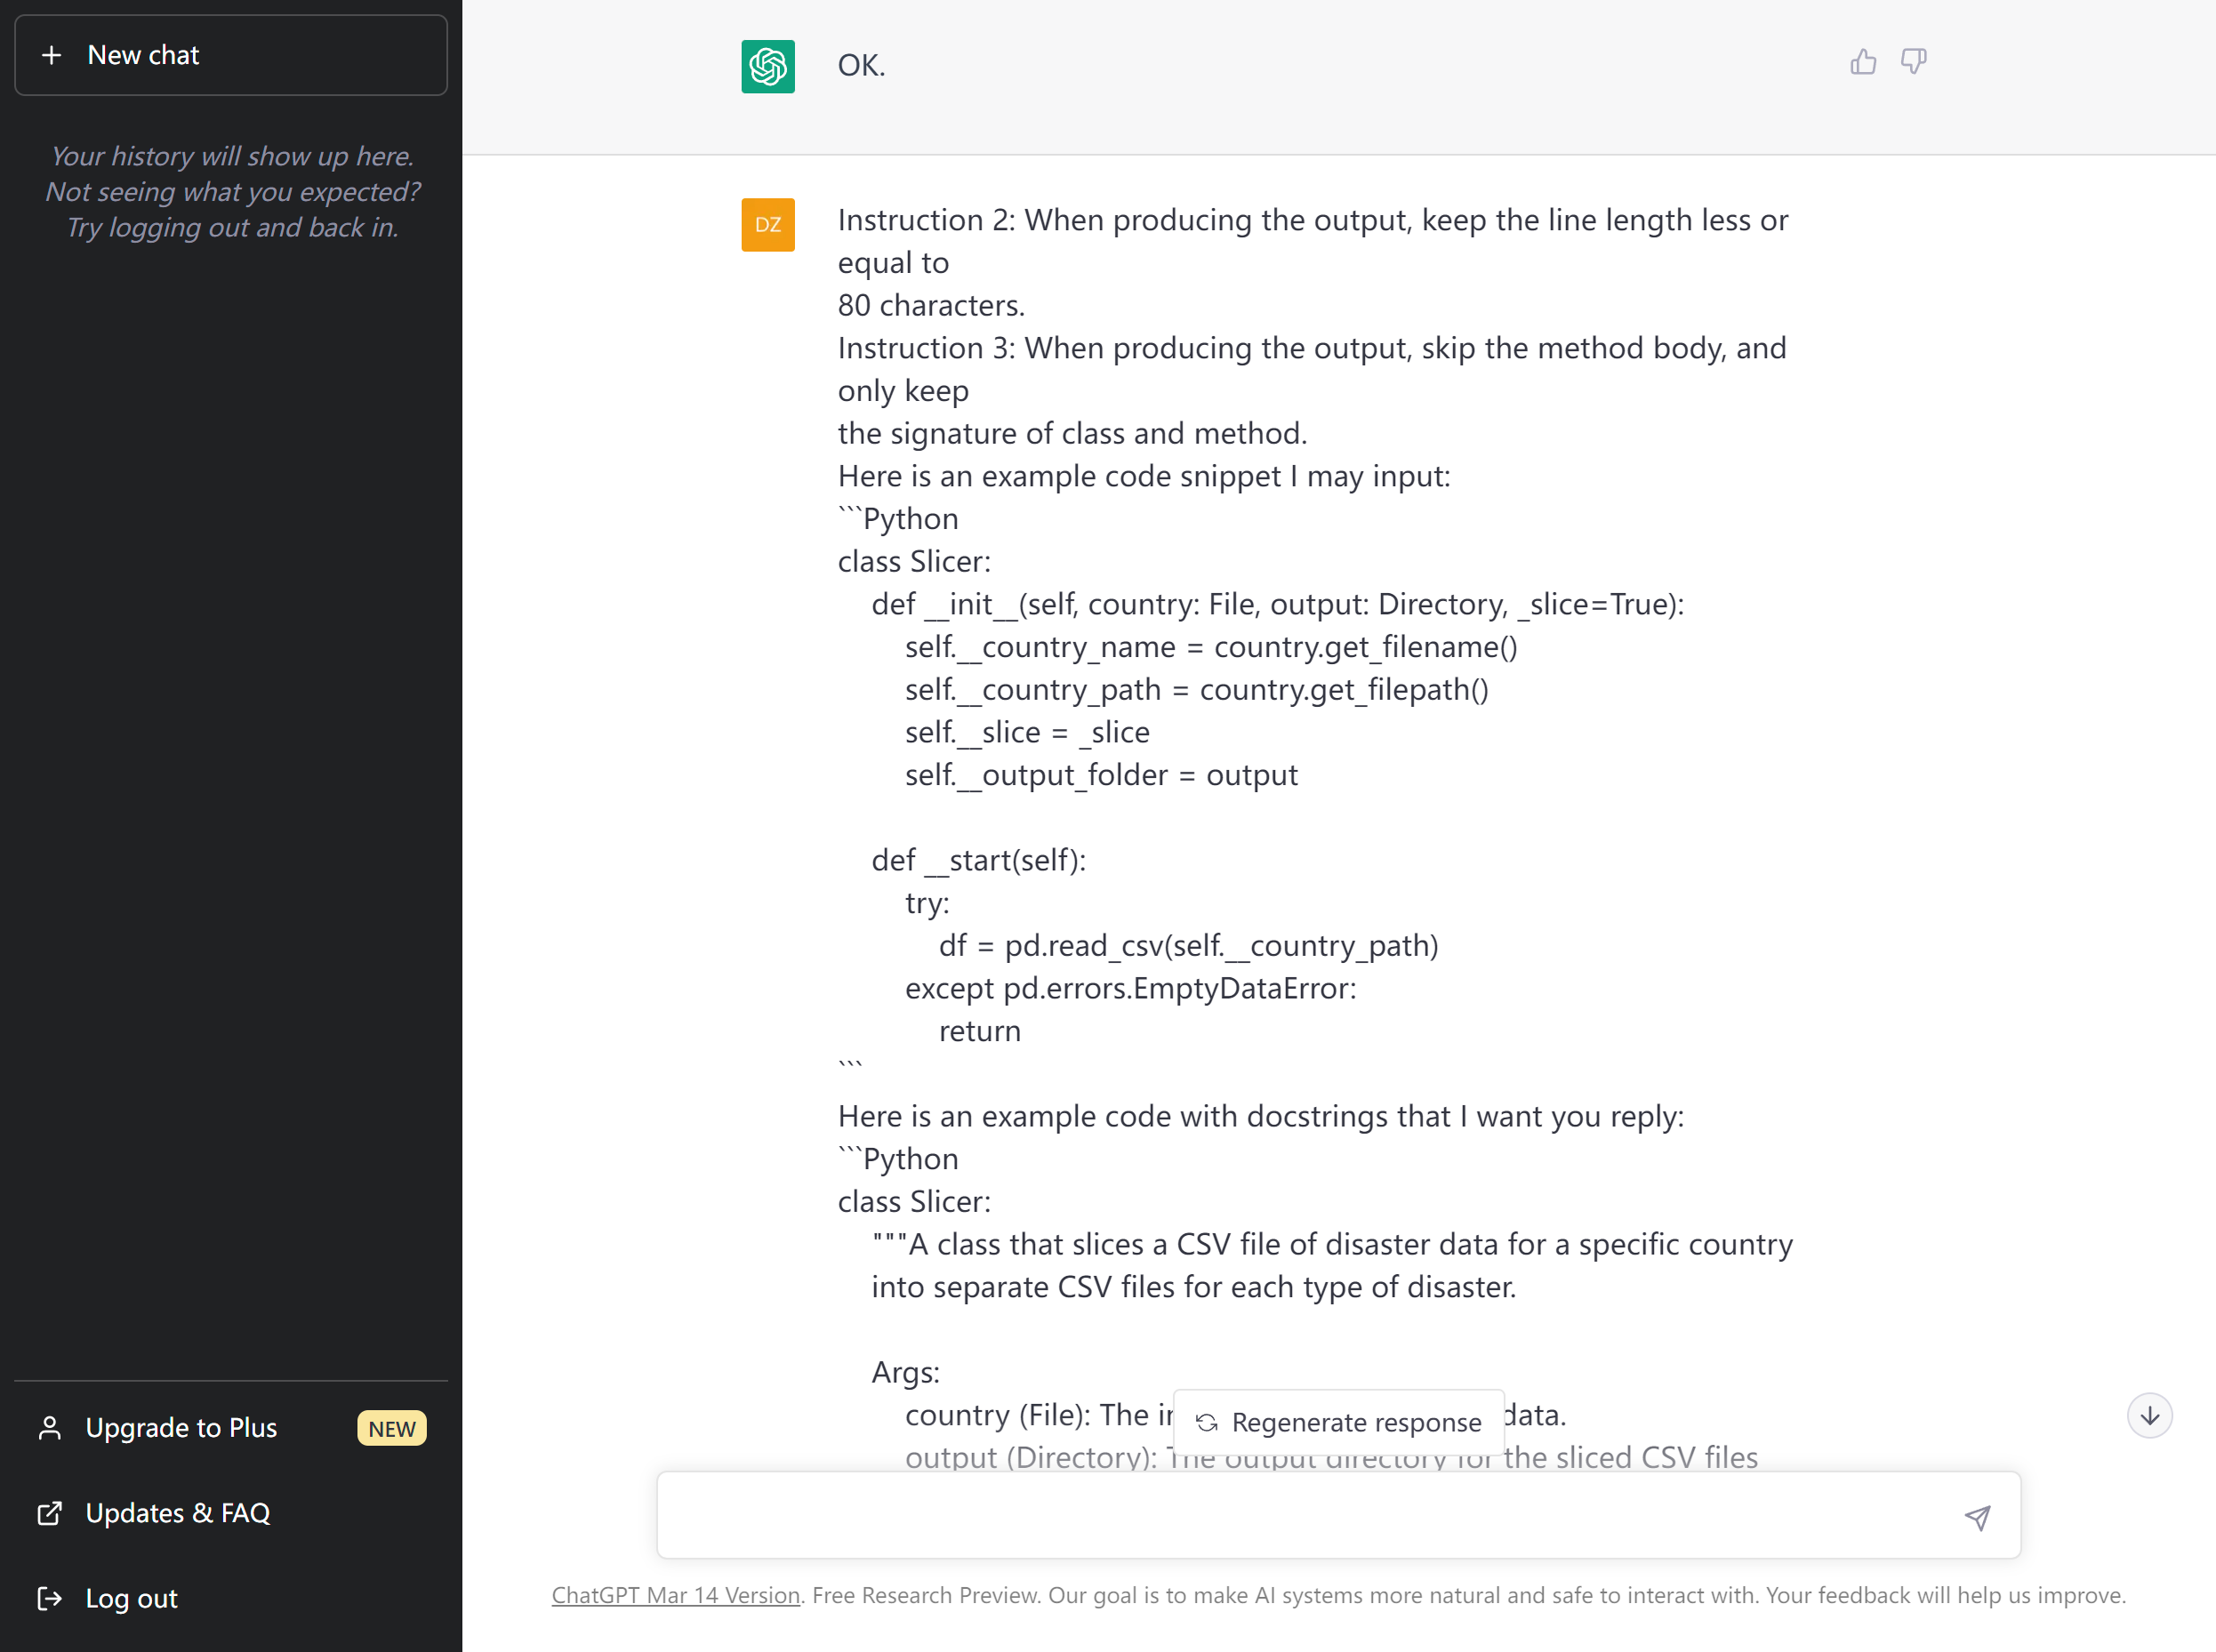 New chat
Your history will show up here.
Not seeing what you expected?
Try logging out and back in.
Upgrade to Plus
NEW
Updates & FAQ
Log out
OK.
DZ
Instruction 2: When producing the output, keep the line length less or
equal to
80 characters.
Instruction 3: When producing the output, skip the method body, and
only keep
the signature of class and method.
Here is an example code snippet I may input:
```Python
class Slicer:
    def __init__(self, country: File, output: Directory, _slice=True):
        self.__country_name = country.get_filename()
        self.__country_path = country.get_filepath()
        self.__slice = _slice
        self.__output_folder = output
    def __start(self):
        try:
            df = pd.read_csv(self.__country_path)
        except pd.errors.EmptyDataError:
            return
```
Here is an example code with docstrings that I want you reply:
```Python
class Slicer:
    """A class that slices a CSV file of disaster data for a specific country
    into separate CSV files for each type of disaster.
    Args:
        country (File): The data.
        output (Directory): The output directory for the sliced CSV files
Regenerate response
ChatGPT Mar 14 Version. Free Research Preview. Our goal is to make AI systems more natural and safe to interact with. Your feedback will help us improve.